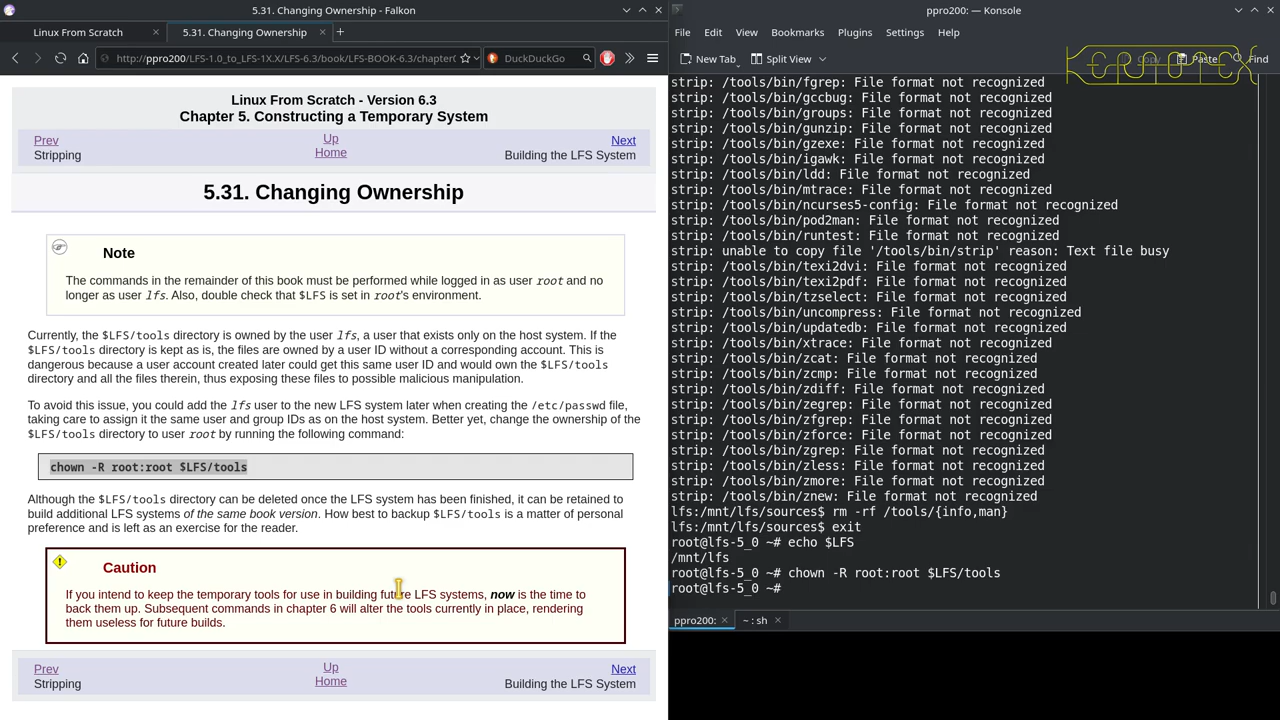 5.31. Changing Ownership - Falkon
Linux From Scratch
5.31. Changing Ownership
http://ppro200/LFS-1.0_to_LFS-1X.X/LFS-6.3/book/LFS-BOOK-6.3/chapter(
DuckDuckGo
Linux From Scratch - Version 6.3
Chapter 5. Constructing a Temporary System
Prev
Up
Next
Stripping
Home
Building the LFS System
5.31. Changing Ownership
Note
The commands in the remainder of this book must be performed while logged in as user root and no
longer as user lfs. Also, double check that $LFS is set in root's environment.
Currently, the $LFS/tools directory is owned by the user lfs, a user that exists only on the host system. If the
$LFS/tools directory is kept as is, the files are owned by a user ID without a corresponding account. This is
dangerous because a user account created later could get this same user ID and would own the $LFS/tools
directory and all the files therein, thus exposing these files to possible malicious manipulation.
To avoid this issue, you could add the lfs user to the new LFS system later when creating the /etc/passwd file,
taking care to assign it the same user and group IDs as on the host system. Better yet, change the ownership of the
$LFS/tools directory to user root by running the following command:
chown -R root:root $LFS/tools
Although the $LFS/tools directory can be deleted once the LFS system has been finished, it can be retained to
build additional LFS systems of the same book version. How best to backup $LFS/tools is a matter of personal
preference and is left as an exercise for the reader.
Caution
If you intend to keep the temporary tools for use in building future LFS systems, now is the time to
back them up. Subsequent commands in chapter 6 will alter the tools currently in place, rendering
them useless for future builds.
Prev
Up
Next
Stripping
Home
Building the LFS System
ppro200: — Konsole
File Edit View Bookmarks Plugins Settings Help
New Tab Split View Copy Paste Find
strip: /tools/bin/fgrep: File format not recognized
strip: /tools/bin/gccbug: File format not recognized
strip: /tools/bin/groups: File format not recognized
strip: /tools/bin/gunzip: File format not recognized
strip: /tools/bin/gzexe: File format not recognized
strip: /tools/bin/igawk: File format not recognized
strip: /tools/bin/ldd: File format not recognized
strip: /tools/bin/mtrace: File format not recognized
strip: /tools/bin/ncurses5-config: File format not recognized
strip: /tools/bin/pod2man: File format not recognized
strip: /tools/bin/runtest: File format not recognized
strip: unable to copy file '/tools/bin/strip' reason: Text file busy
strip: /tools/bin/texi2dvi: File format not recognized
strip: /tools/bin/texi2pdf: File format not recognized
strip: /tools/bin/tzselect: File format not recognized
strip: /tools/bin/uncompress: File format not recognized
strip: /tools/bin/updatedb: File format not recognized
strip: /tools/bin/xtrace: File format not recognized
strip: /tools/bin/zcat: File format not recognized
strip: /tools/bin/zcmp: File format not recognized
strip: /tools/bin/zdiff: File format not recognized
strip: /tools/bin/zegrep: File format not recognized
strip: /tools/bin/zfgrep: File format not recognized
strip: /tools/bin/zforce: File format not recognized
strip: /tools/bin/zgrep: File format not recognized
strip: /tools/bin/zless: File format not recognized
strip: /tools/bin/zmore: File format not recognized
strip: /tools/bin/znew: File format not recognized
lfs:/mnt/lfs/sources$ rm -rf /tools/{info,man}
lfs:/mnt/lfs/sources$ exit
root@lfs-5_0 ~# echo $LFS
/mnt/lfs
root@lfs-5_0 ~# chown -R root:root $LFS/tools
root@lfs-5_0 ~#
ppro200:
~ : sh